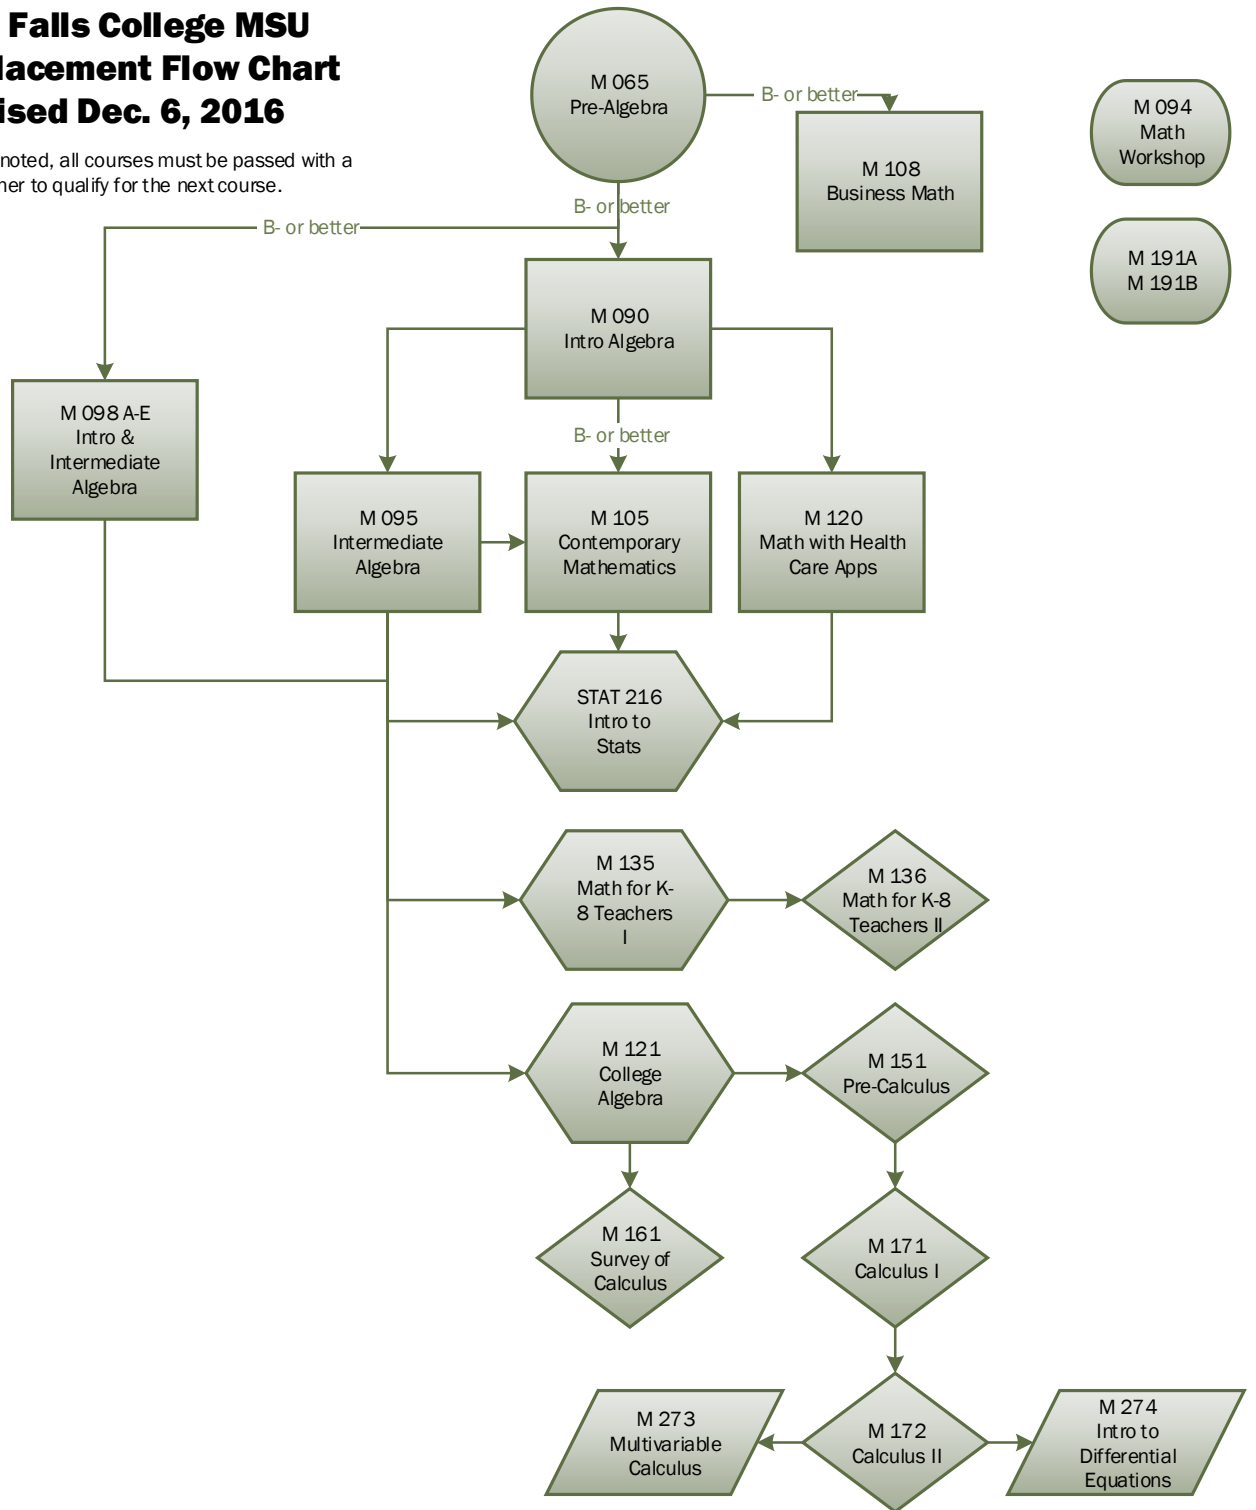 Falls College MSU
lacement Flow Chart
ised Dec. 6, 2016
noted, all courses must be passed with a
her to qualify for the next course.
M 065
Pre-Algebra
B- or better
M 108
Business Math
M 094
Math
Workshop
M 191A
M 191B
B- or better
B- or better
M 090
Intro Algebra
M 098 A-E
Intro &
Intermediate
Algebra
B- or better
M 095
Intermediate
Algebra
M 105
Contemporary
Mathematics
M 120
Math with Health
Care Apps
STAT 216
Intro to
Stats
M 135
Math for K-
8 Teachers
I
M 136
Math for K-8
Teachers II
M 121
College
Algebra
M 151
Pre-Calculus
M 161
Survey of
Calculus
M 171
Calculus I
M 273
Multivariable
Calculus
M 172
Calculus II
M 274
Intro to
Differential
Equations